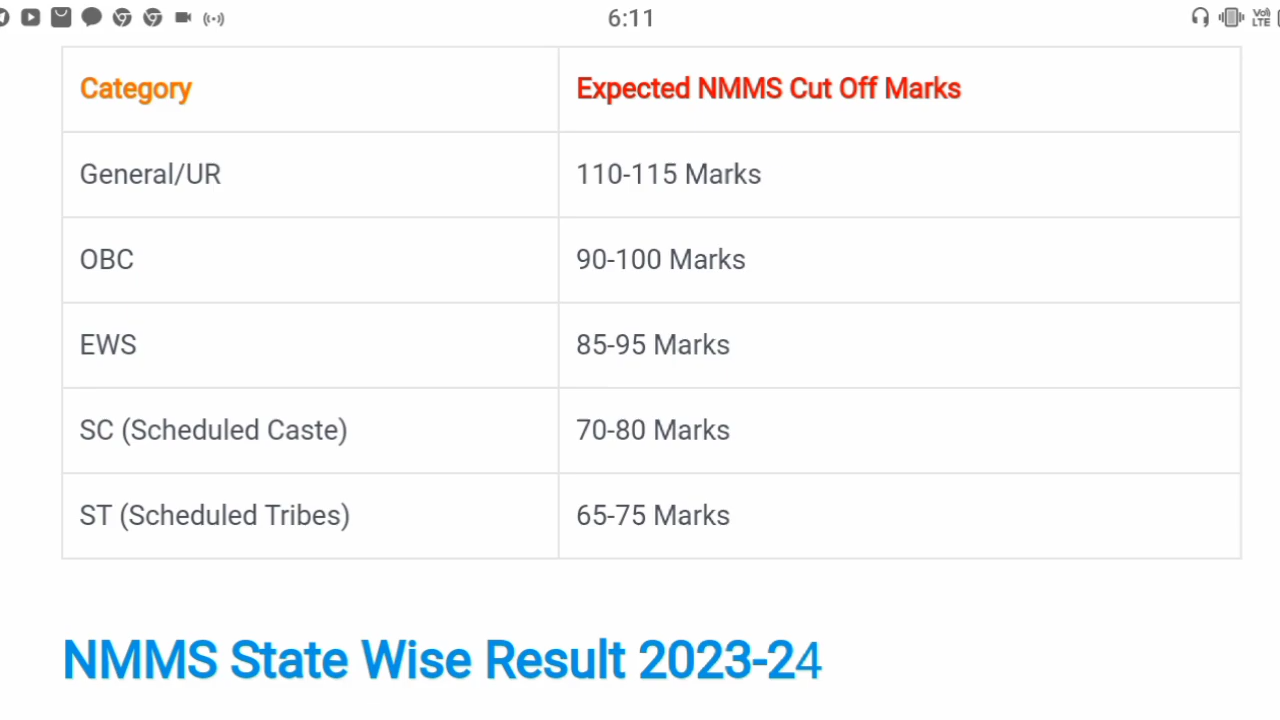 6:11
Vo)) LTE
Category Expected NMMS Cut Off Marks
General/UR 110-115 Marks
OBC 90-100 Marks
EWS 85-95 Marks
SC (Scheduled Caste) 70-80 Marks
ST (Scheduled Tribes) 65-75 Marks
NMMS State Wise Result 2023-24